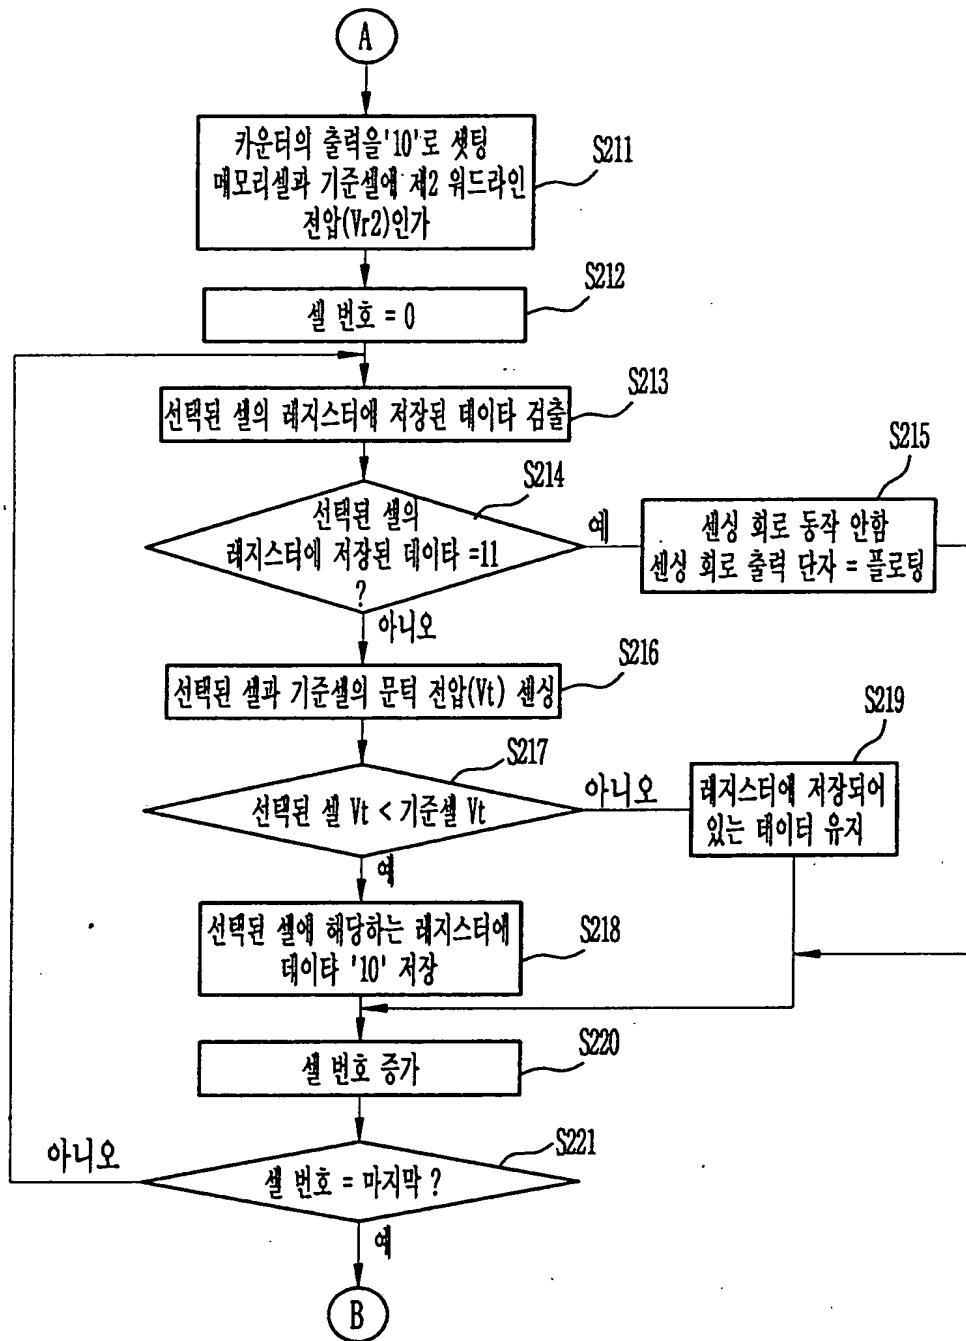 A
카운터의 출력을'10'로 셋팅
메모리셀과 기준셀에 제2 워드라인
전압(Vr2)인가
S211
S212
셀 번호 = 0
S213
선택된 셀의 레지스터에 저장된 데이타 검출
S214
선택된 셀의
레지스터에 저장된 데이타 =11
?
예
S215
센싱 회로 동작 안함
센싱 회로 출력 단자 = 플로팅
아니오
S216
선택된 셀과 기준셀의 문턱 전압(Vt) 센싱
S217
선택된 셀 Vt < 기준셀 Vt
아니오
S219
레지스터에 저장되어
있는 데이터 유지
예
선택된 셀에 해당하는 레지스터에
데이타 '10' 저장
S218
S220
셀 번호 증가
S221
아니오
셀 번호 = 마지막 ?
예
B